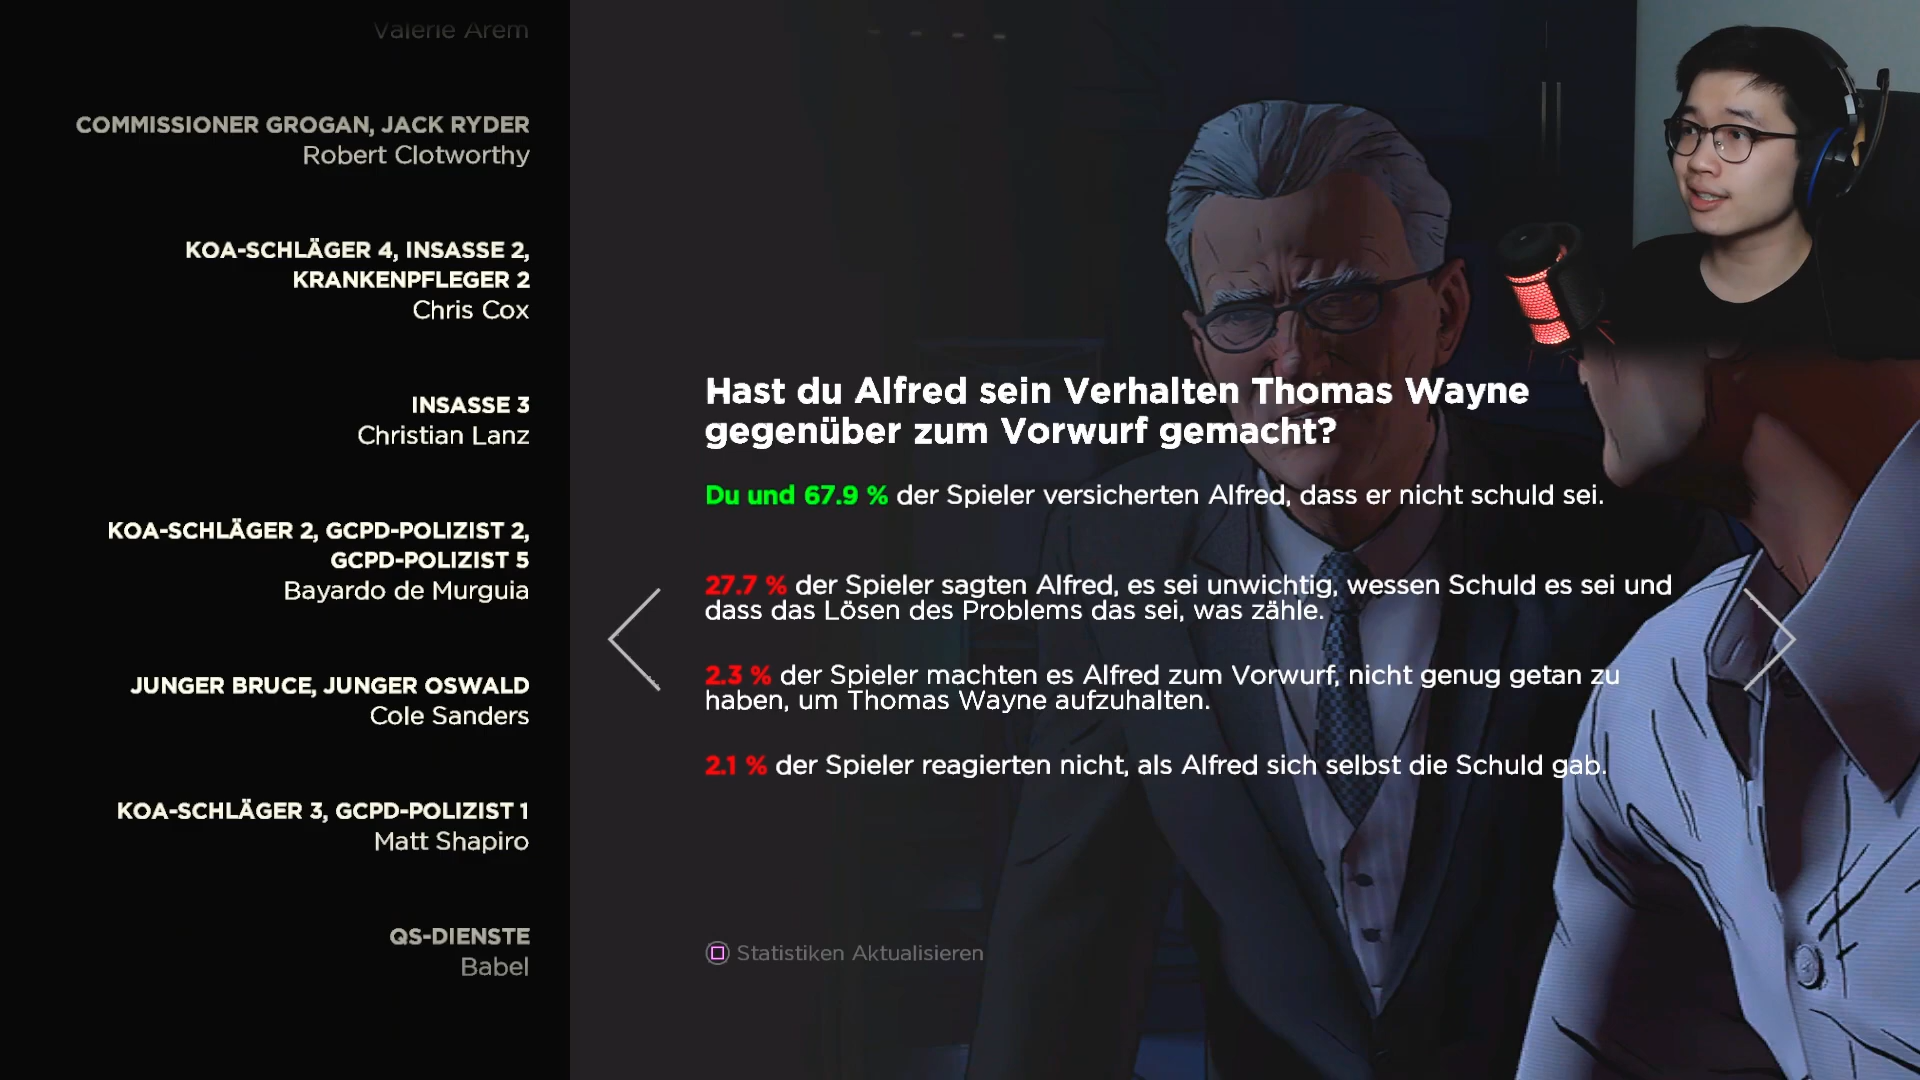 Valerie Arem
COMMISSIONER GROGAN, JACK RYDER
Robert Clotworthy
KOA-SCHLÄGER 4, INSASSE 2,
KRANKENPFLEGER 2
Chris Cox
INSASSE 3
Christian Lanz
KOA-SCHLÄGER 2, GCPD-POLIZIST 2,
GCPD-POLIZIST 5
Bayardo de Murguia
JUNGER BRUCE, JUNGER OSWALD
Cole Sanders
KOA-SCHLÄGER 3, GCPD-POLIZIST 1
Matt Shapiro
QS-DIENSTE
Babel
Hast du Alfred sein Verhalten Thomas Wayne
gegenüber zum Vorwurf gemacht?
Du und 67.9 % der Spieler versicherten Alfred, dass er nicht schuld sei.
27.7 % der Spieler sagten Alfred, es sei unwichtig, wessen Schuld es sei und
dass das Lösen des Problems das sei, was zähle.
2.3 % der Spieler machten es Alfred zum Vorwurf, nicht genug getan zu
haben, um Thomas Wayne aufzuhalten.
2.1 % der Spieler reagierten nicht, als Alfred sich selbst die Schuld gab.
Statistiken Aktualisieren